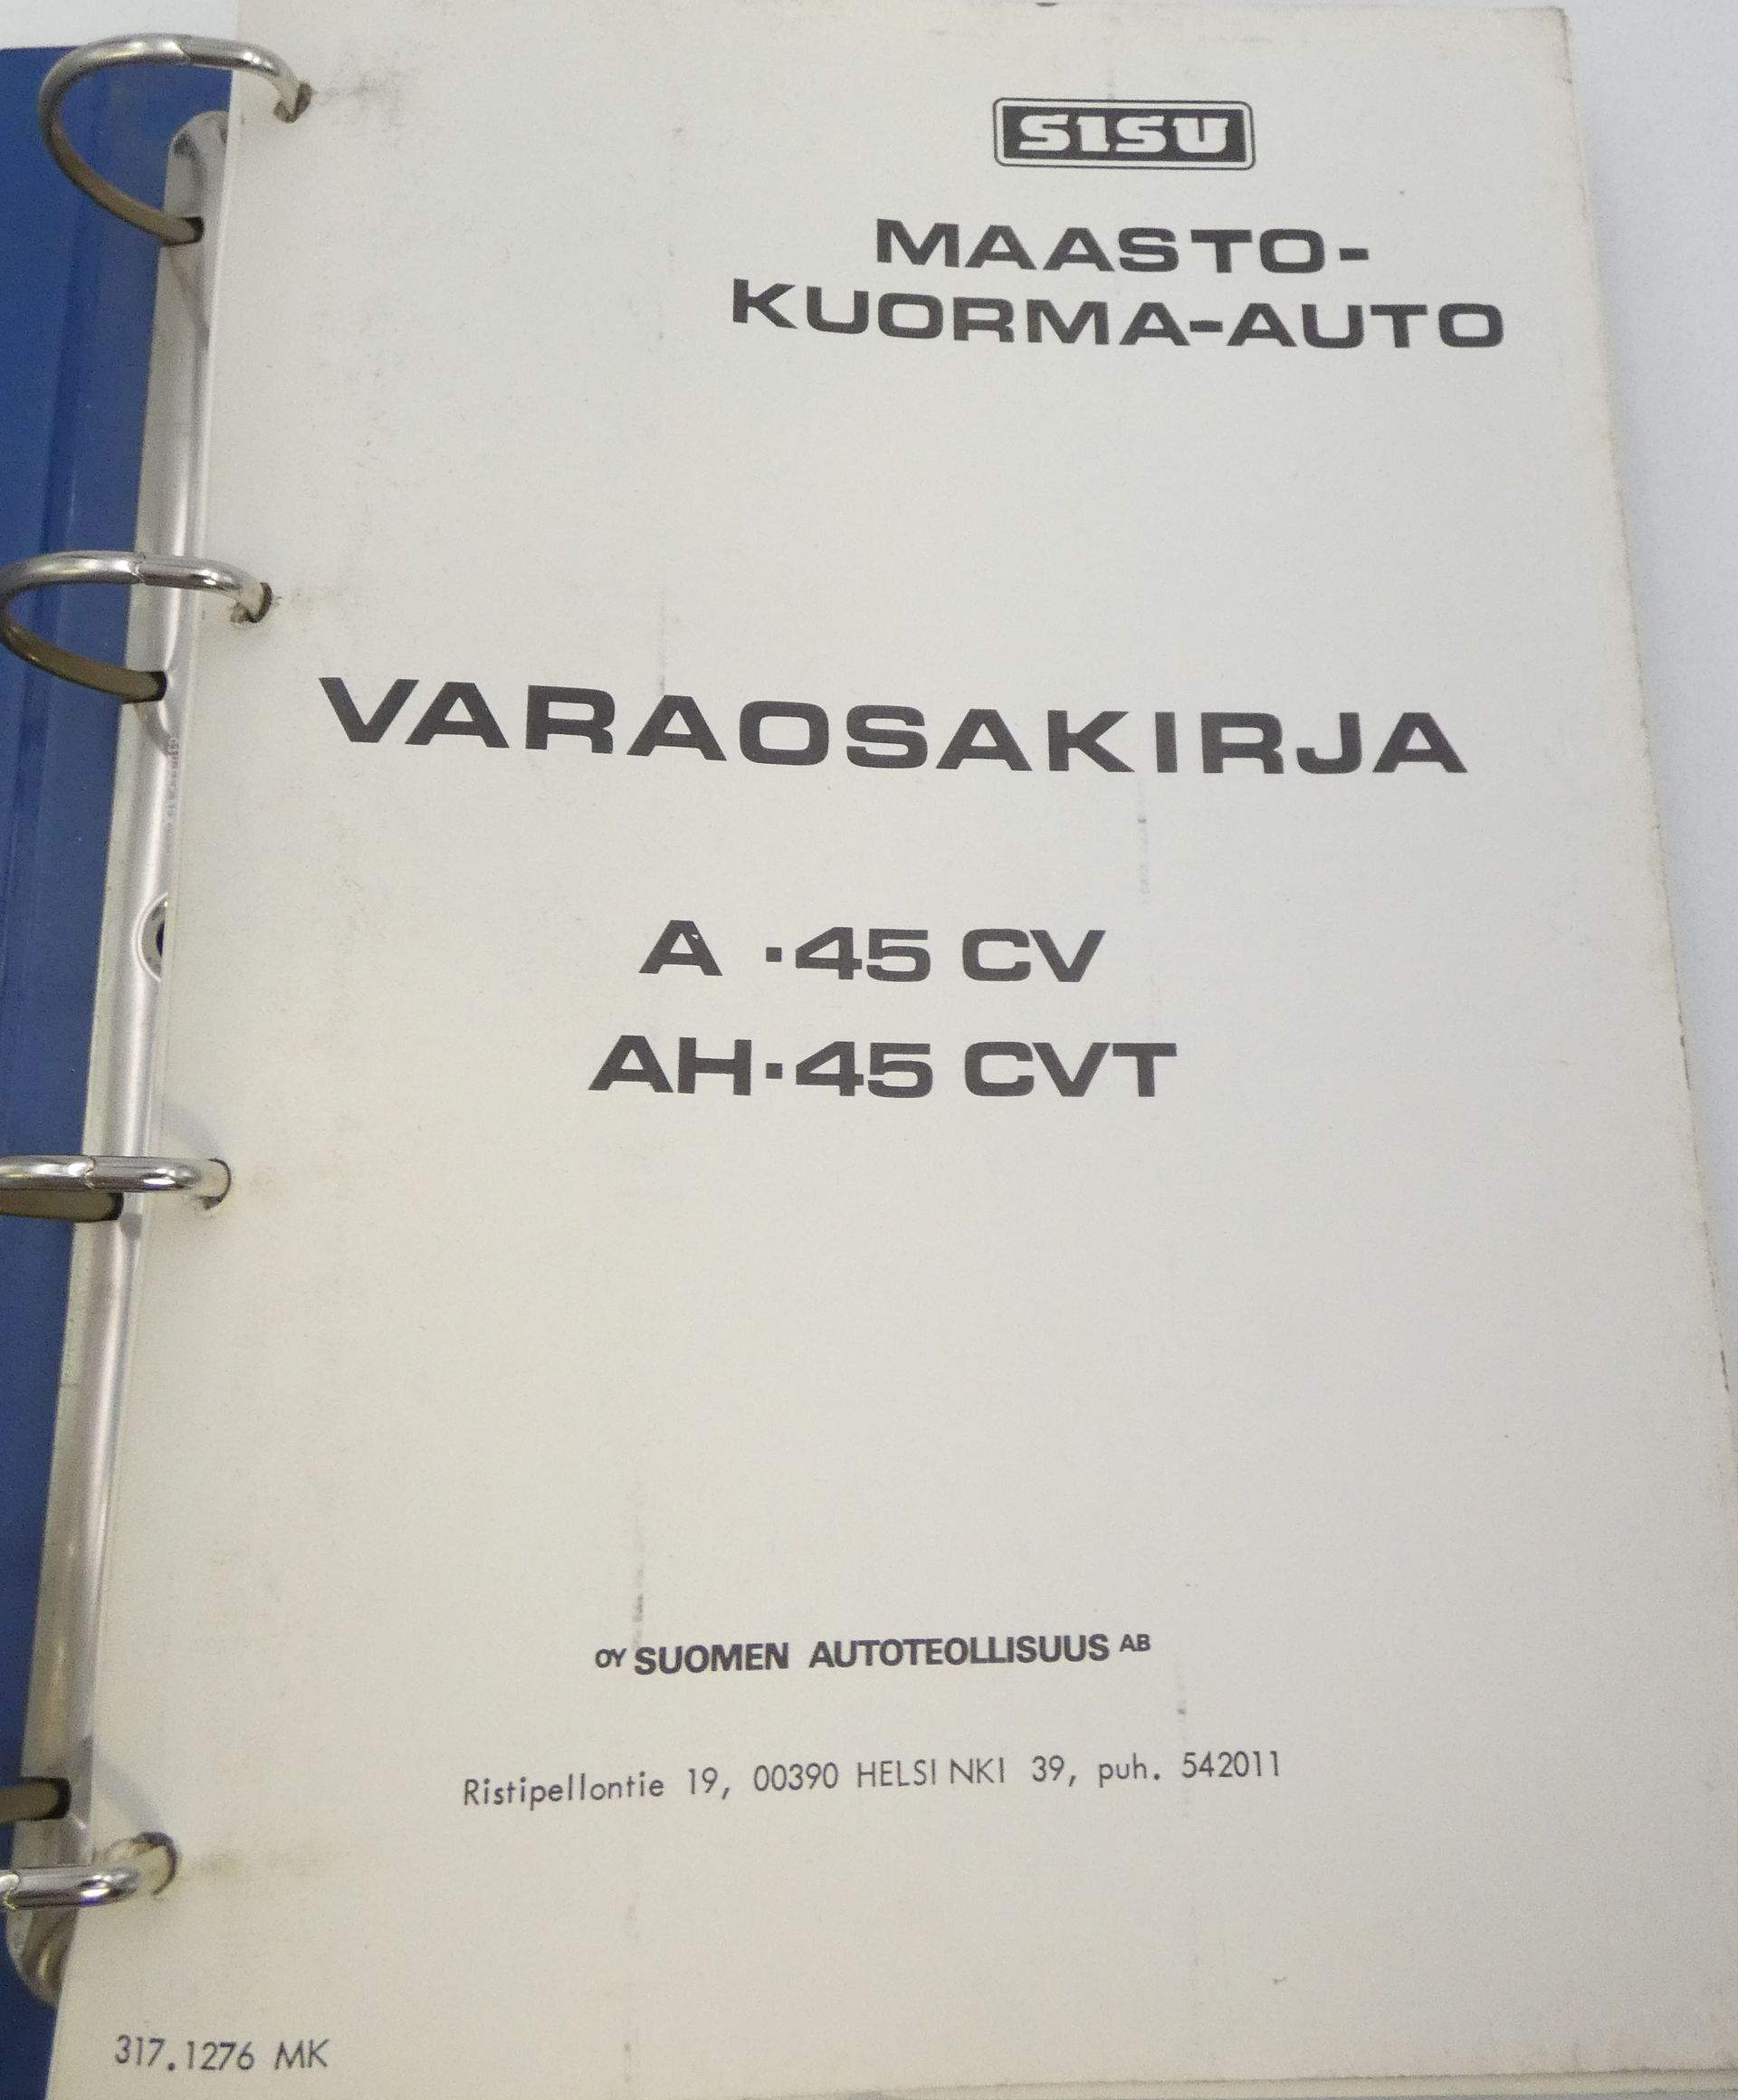 SISU
MAASTO-
KUORMA-AUTO
VARAOSAKIRJA
A ·45 CV
AH·45 CVT
OY SUOMEN AUTOTEOLLISUUS AB
Ristipellontie 19, 00390 HELSINKI 39, puh. 542011
317.1276 MK